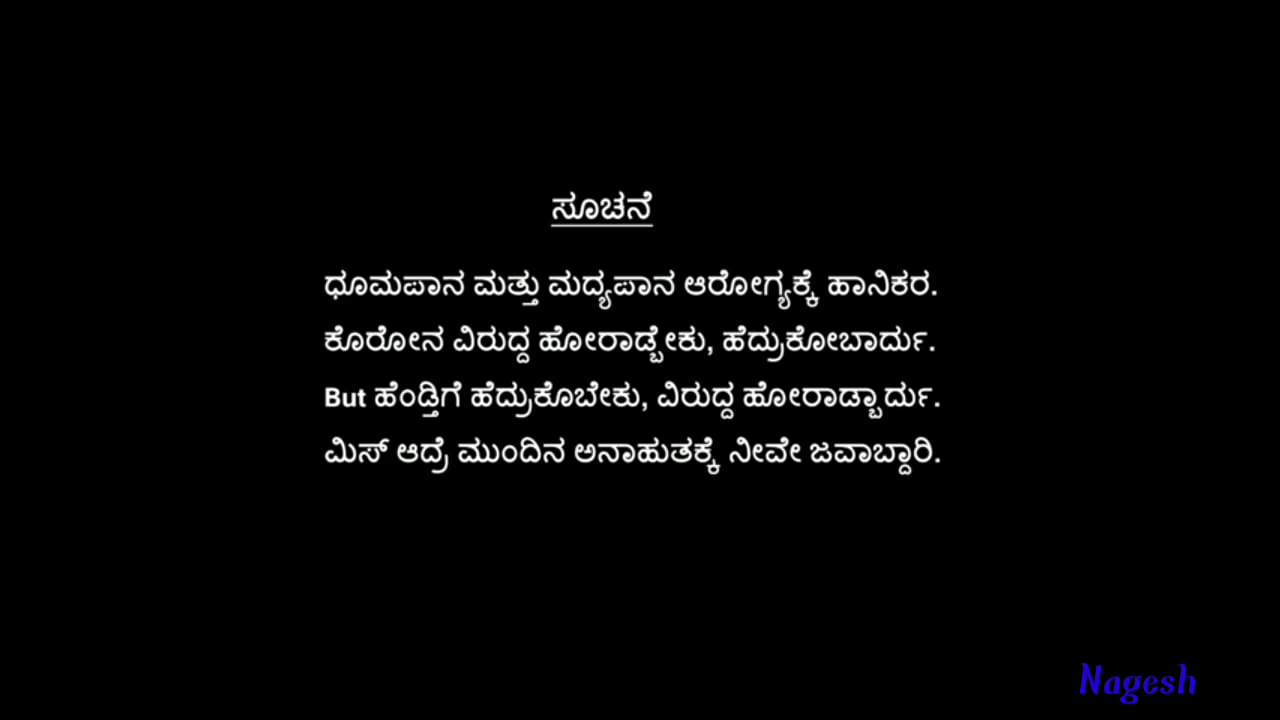 ಸೂಚನೆ
ಧೂಮಪಾನ ಮತ್ತು ಮದ್ಯಪಾನ ಆರೋಗ್ಯಕ್ಕೆ ಹಾನಿಕರ.
ಕೊರೋನ ವಿರುದ್ದ ಹೋರಾಡ್ಬೇಕು, ಹೆದ್ರುಕೋಬಾರ್ದು.
But ಹೆಂಡ್ತಿಗೆ ಹೆದ್ರುಕೊಬೇಕು, ವಿರುದ್ದ ಹೋರಾಡ್ಬಾರ್ದು.
ಮಿಸ್ ಆದ್ರೆ ಮುಂದಿನ ಅನಾಹುತಕ್ಕೆ ನೀವೇ ಜವಾಬ್ದಾರಿ.
Nagesh